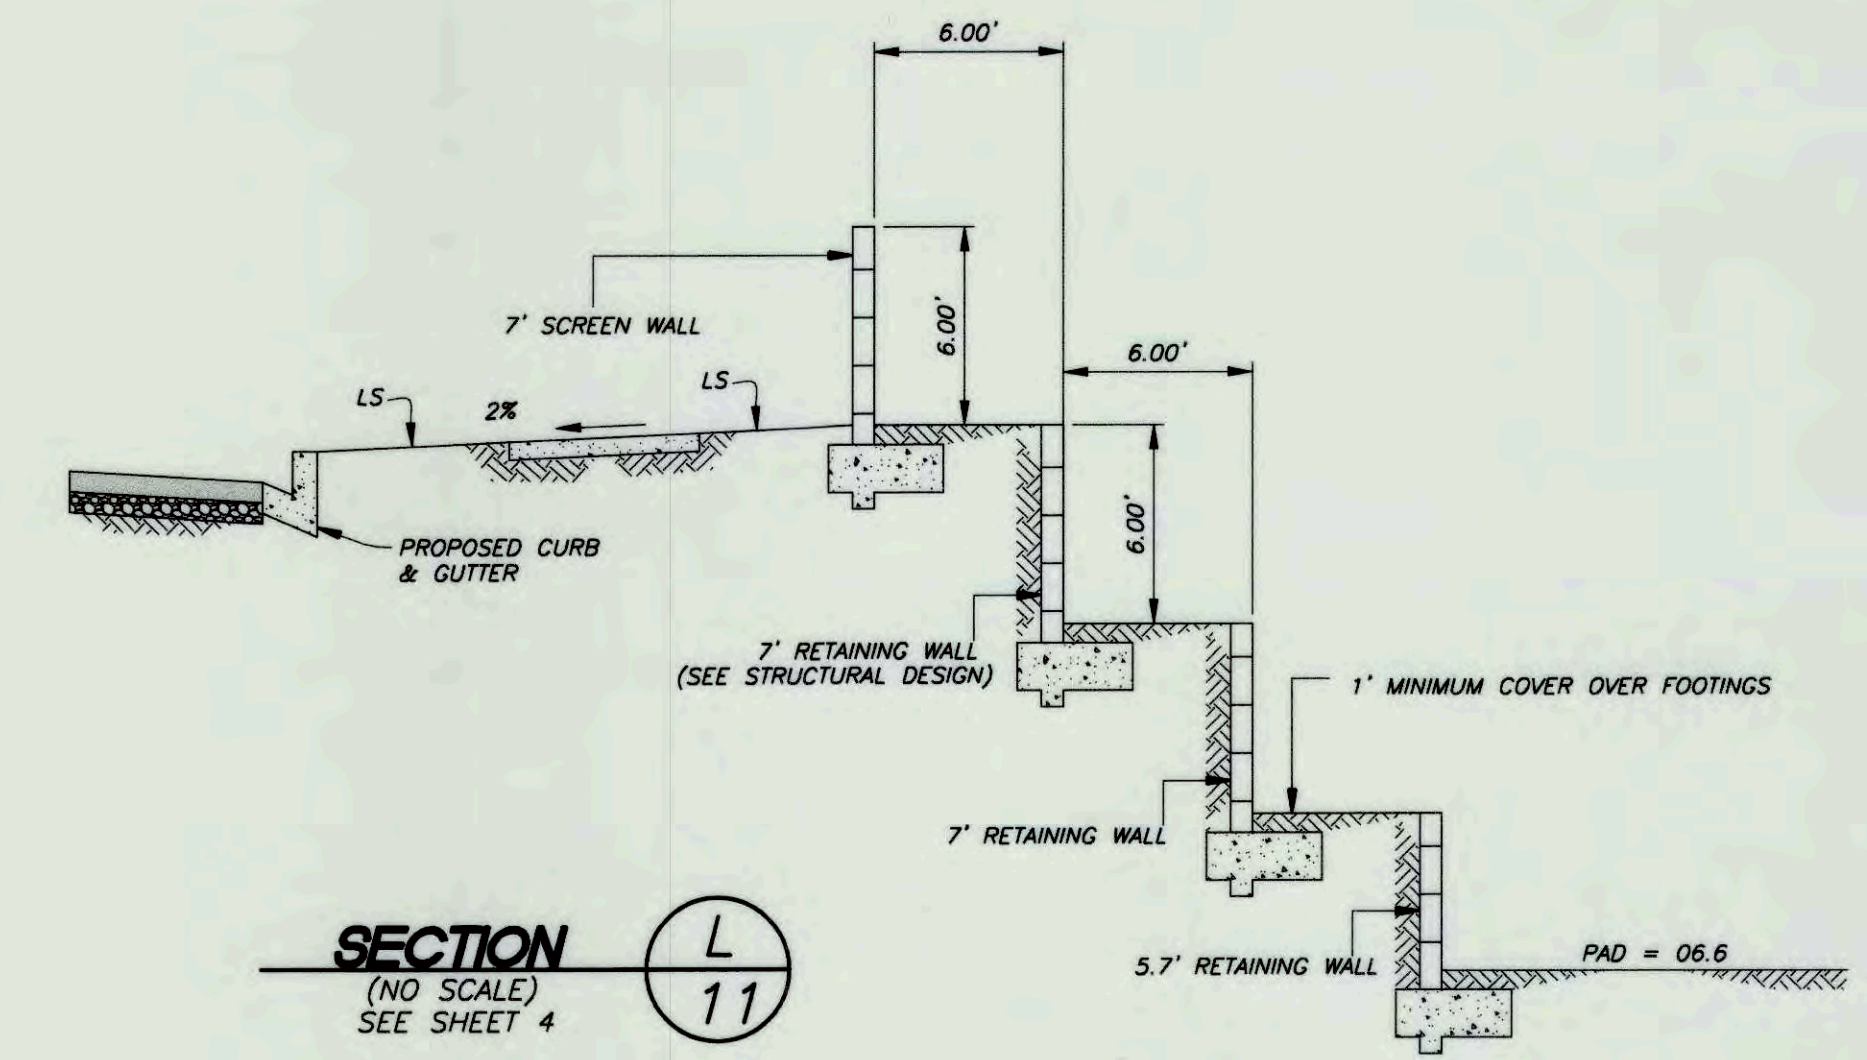 6.00'
7' SCREEN WALL
6.00'
6.00'
LS
2%
LS
6.00'
PROPOSED CURB
& GUTTER
7' RETAINING WALL
(SEE STRUCTURAL DESIGN)
1' MINIMUM COVER OVER FOOTINGS
7' RETAINING WALL
5.7' RETAINING WALL
PAD = 06.6
SECTION
(NO SCALE)
SEE SHEET 4
L
11